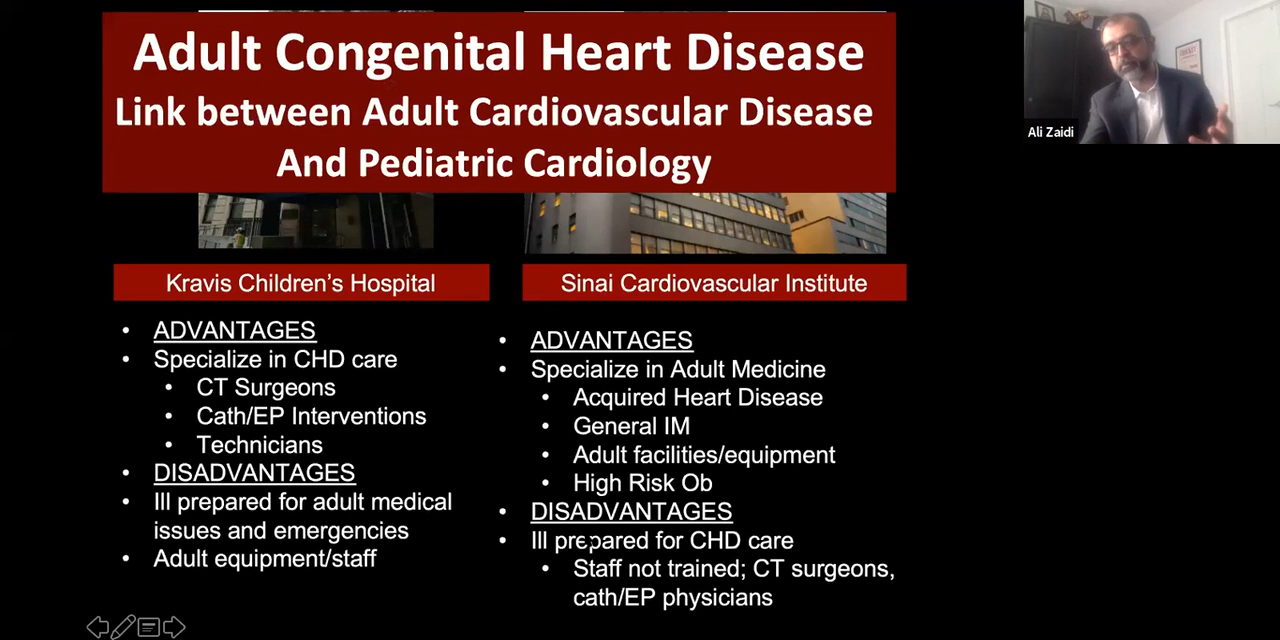 Adult Congenital Heart Disease
Link between Adult Cardiovascular Disease
And Pediatric Cardiology
Ali Zaidi
Kravis Children's Hospital
• ADVANTAGES
• Specialize in CHD care
• CT Surgeons
• Cath/EP Interventions
• Technicians
• DISADVANTAGES
• Ill prepared for adult medical
issues and emergencies
• Adult equipment/staff
Sinai Cardiovascular Institute
• ADVANTAGES
• Specialize in Adult Medicine
• Acquired Heart Disease
• General IM
• Adult facilities/equipment
• High Risk Ob
• DISADVANTAGES
• Ill prepared for CHD care
• Staff not trained; CT surgeons,
cath/EP physicians